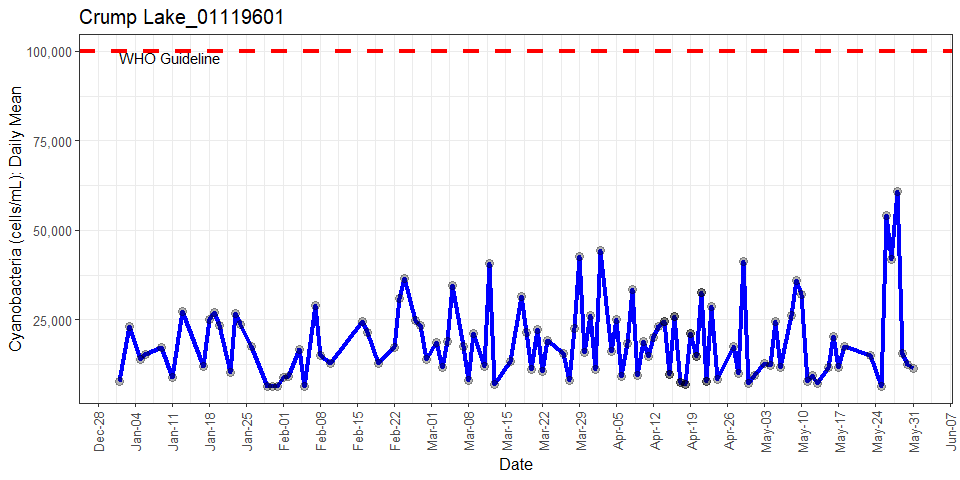 Crump Lake_01119601
Cyanobacteria (cells/mL): Daily Mean
100,000
75,000
50,000
25,000
WHO Guideline
Dec-28
Jan-04
Jan-11
Jan-18
Jan-25
Feb-01
Feb-08
Feb-15
Feb-22
Mar-01
Mar-08
Mar-15
Mar-22
Mar-29
Apr-05
Apr-12
Apr-19
Apr-26
May-03
May-10
May-17
May-24
May-31
Jun-07
Date